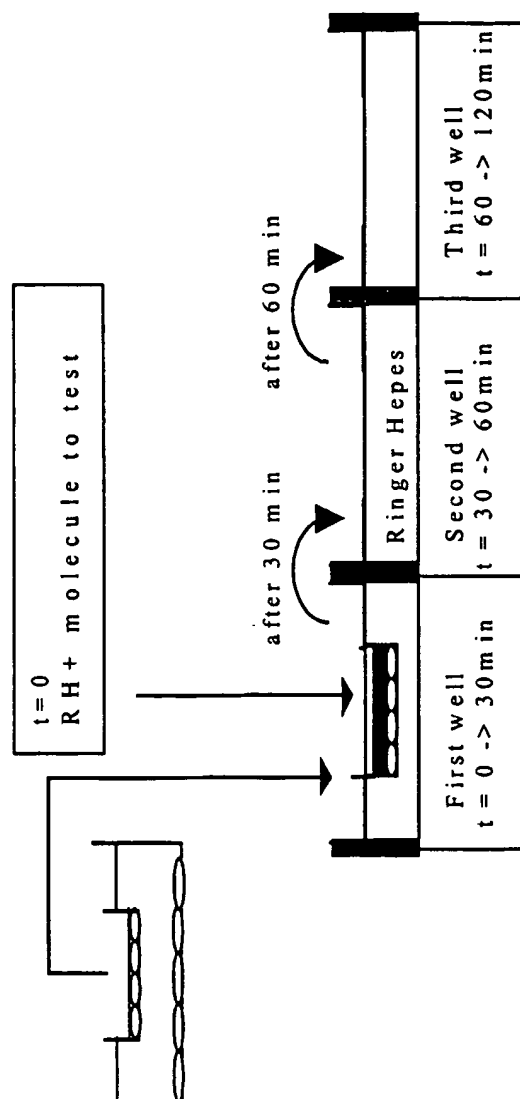 t=0
RH+ molecule to test
after 30 min
after 60 min
Ringer Hepes
First well
t = 0 -> 30min
Second well
t = 30 -> 60min
Third well
t = 60 -> 120min